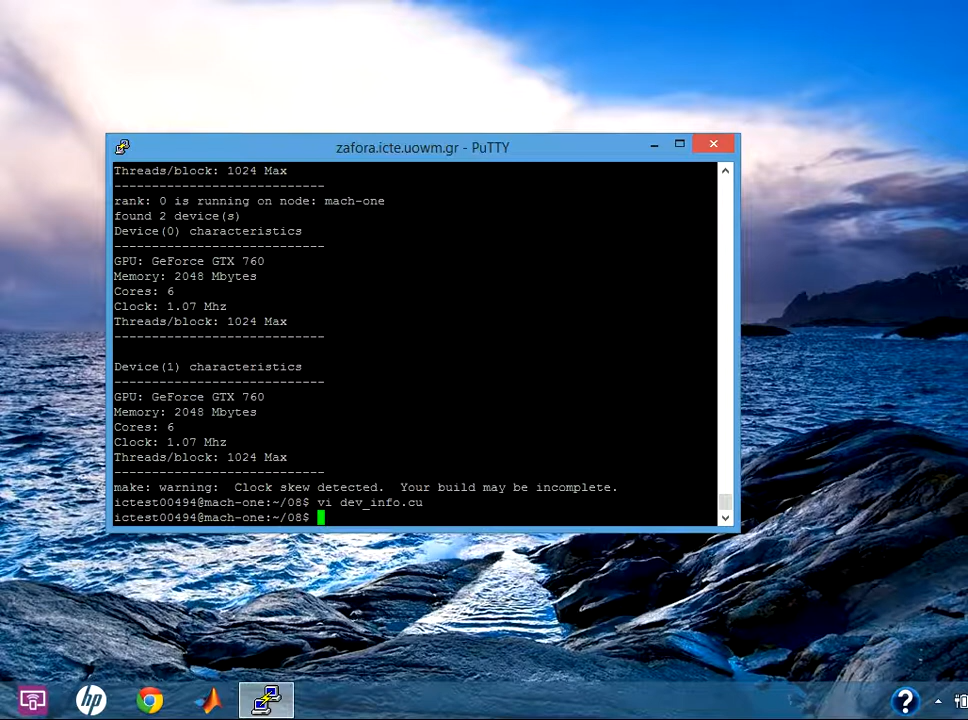 zafora.icte.uowm.gr - PuTTY
Threads/block: 1024 Max
----------------------------
rank: 0 is running on node: mach-one
found 2 device(s)
Device(0) characteristics
----------------------------
GPU: GeForce GTX 760
Memory: 2048 Mbytes
Cores: 6
Clock: 1.07 Mhz
Threads/block: 1024 Max
----------------------------
Device(1) characteristics
----------------------------
GPU: GeForce GTX 760
Memory: 2048 Mbytes
Cores: 6
Clock: 1.07 Mhz
Threads/block: 1024 Max
----------------------------
make: warning:  Clock skew detected.  Your build may be incomplete.
ictest00494@mach-one:~/08$ vi dev_info.cu
ictest00494@mach-one:~/08$
hp
?